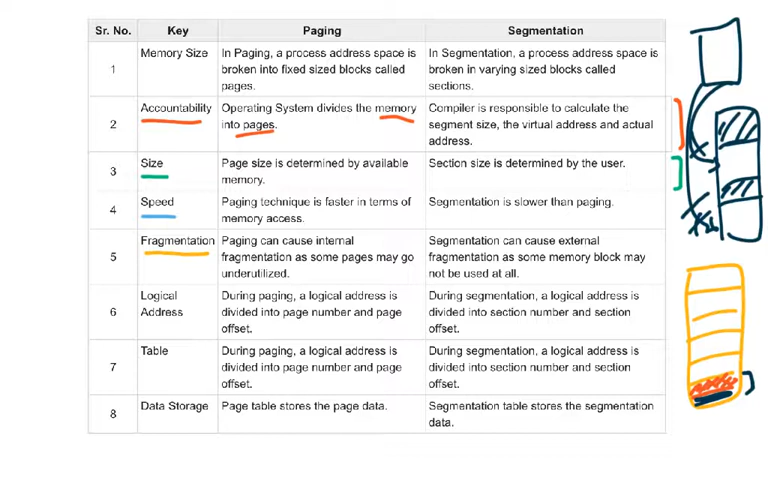 Sr. No. Key Paging Segmentation
1 Memory Size In Paging, a process address space is In Segmentation, a process address space is
broken into fixed sized blocks called broken in varying sized blocks called
pages. sections.
2 Accountability Operating System divides the memory Compiler is responsible to calculate the
into pages. segment size, the virtual address and actual
address.
3 Size Page size is determined by available Section size is determined by the user.
memory.
4 Speed Paging technique is faster in terms of Segmentation is slower than paging.
memory access.
5 Fragmentation Paging can cause internal Segmentation can cause external
fragmentation as some pages may go fragmentation as some memory block may
underutilized. not be used at all.
6 Logical During paging, a logical address is During segmentation, a logical address is
Address divided into page number and page divided into section number and section
offset. offset.
7 Table During paging, a logical address is During segmentation, a logical address is
divided into page number and page divided into section number and section
offset. offset.
8 Data Storage Page table stores the page data. Segmentation table stores the segmentation
data.